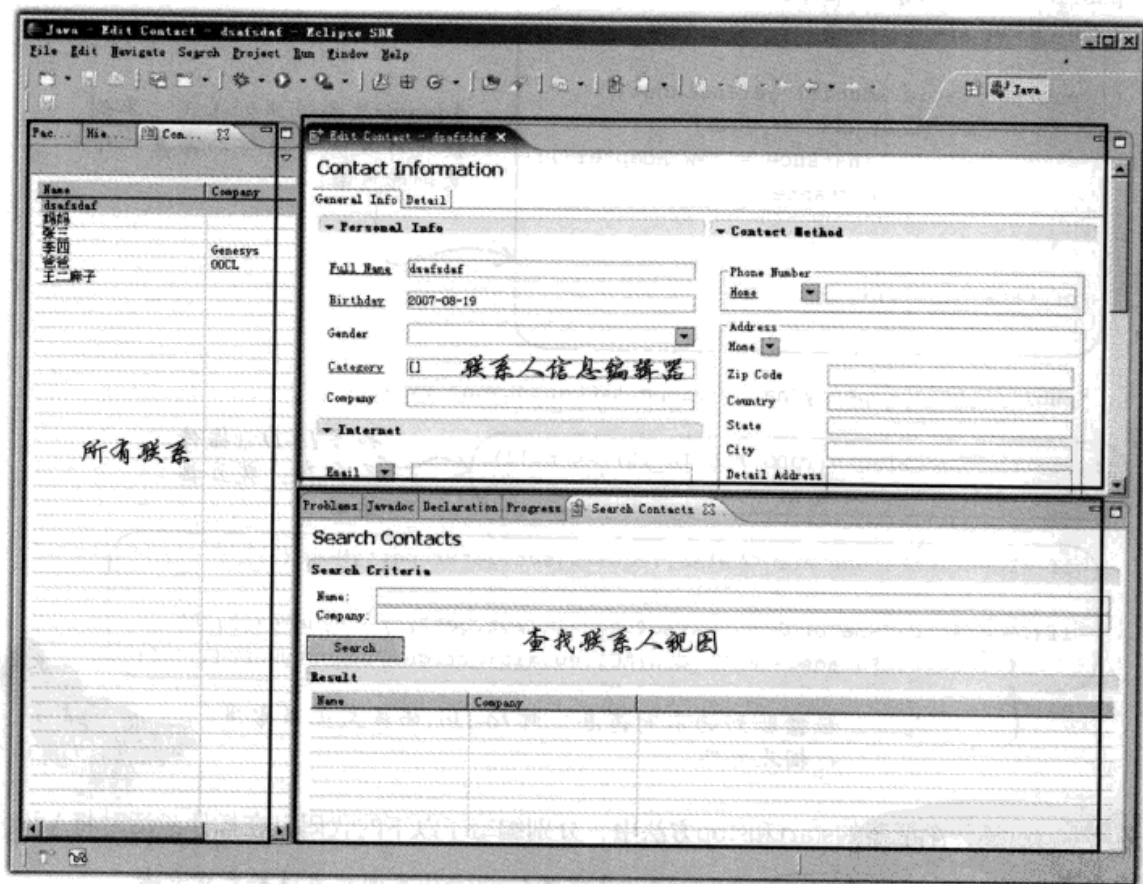 Java - Edit Contact - dsafsdaf - Eclipse SDK
File Edit Navigate Search Project Run Window Help
Java
Pac... Hie... Con...
Name Company
dsafsdaf
妈妈
张三
李四 Genesys
爸爸 OOCL
王二麻子
所有联系
Edit Contact - dsafsdaf
Contact Information
General Info Detail
Personal Info
Full Name dsafsdaf
Birthday 2007-08-19
Gender
Category []
联系人信息编辑器
Company
Internet
Email
Contact Method
Phone Number
Home
Address
Home
Zip Code
Country
State
City
Detail Address
Problems Javadoc Declaration Progress Search Contacts
Search Contacts
Search Criteria
Name:
Company:
Search
查找联系人视图
Result
Name Company